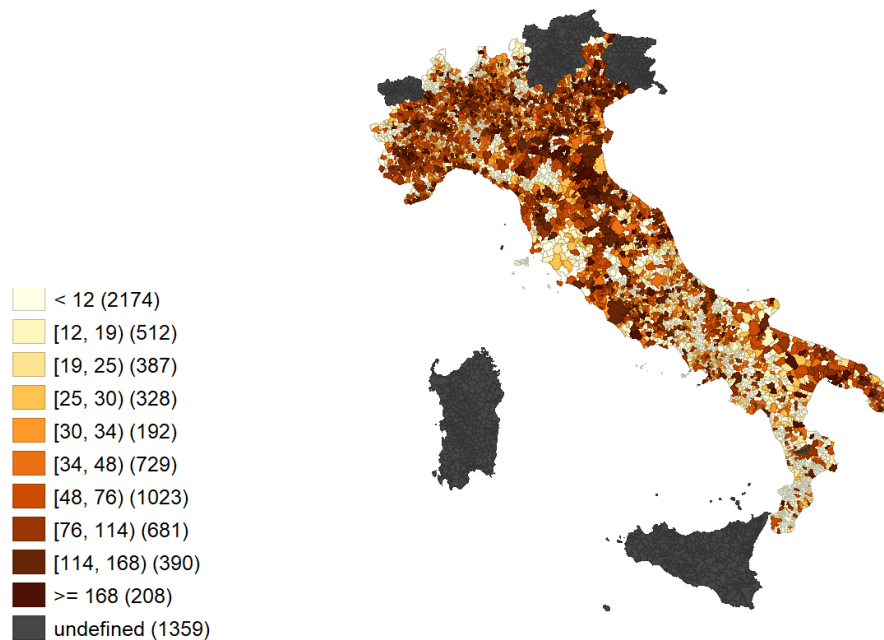 < 12 (2174)
[12, 19) (512)
[19, 25) (387)
[25, 30) (328)
[30, 34) (192)
[34, 48) (729)
[48, 76) (1023)
[76, 114) (681)
[114, 168) (390)
>= 168 (208)
undefined (1359)